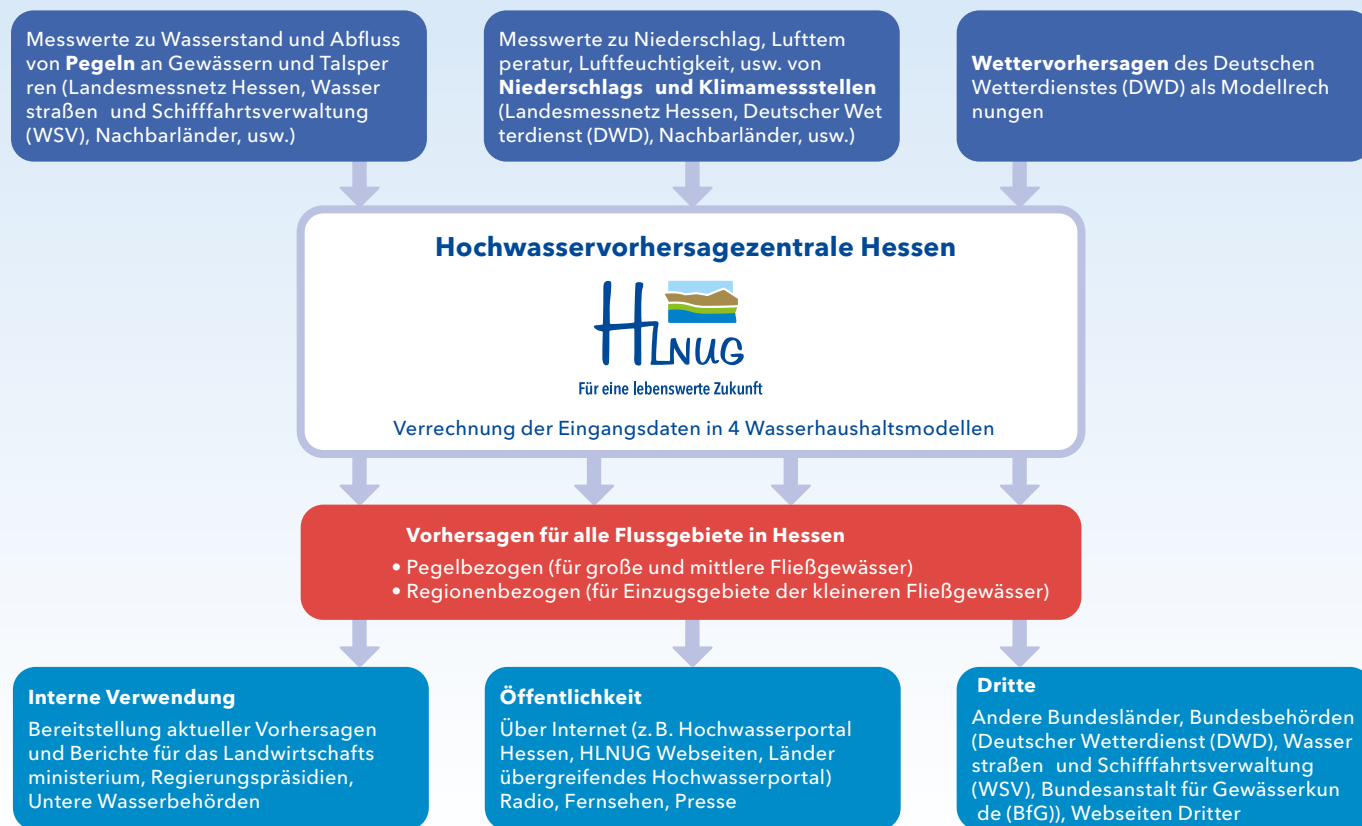 Messwerte zu Wasserstand und Abfluss
von Pegeln an Gewässern und Talsper
ren (Landesmessnetz Hessen, Wasser
straßen und Schifffahrtsverwaltung
(WSV), Nachbarländer, usw.)
Messwerte zu Niederschlag, Lufttem
peratur, Luftfeuchtigkeit, usw. von
Niederschlags und Klimamessstellen
(Landesmessnetz Hessen, Deutscher Wet
terdienst (DWD), Nachbarländer, usw.)
Wettervorhersagen des Deutschen
Wetterdienstes (DWD) als Modellrech
nungen
Hochwasservorhersagezentrale Hessen
HLNUG
Für eine lebenswerte Zukunft
Verrechnung der Eingangsdaten in 4 Wasserhaushaltsmodellen
Vorhersagen für alle Flussgebiete in Hessen
• Pegelbezogen (für große und mittlere Fließgewässer)
• Regionenbezogen (für Einzugsgebiete der kleineren Fließgewässer)
Interne Verwendung
Bereitstellung aktueller Vorhersagen
und Berichte für das Landwirtschafts
ministerium, Regierungspräsidien,
Untere Wasserbehörden
Öffentlichkeit
Über Internet (z. B. Hochwasserportal
Hessen, HLNUG Webseiten, Länder
übergreifendes Hochwasserportal)
Radio, Fernsehen, Presse
Dritte
Andere Bundesländer, Bundesbehörden
(Deutscher Wetterdienst (DWD), Wasser
straßen und Schifffahrtsverwaltung
(WSV), Bundesanstalt für Gewässerkun
de (BfG)), Webseiten Dritter